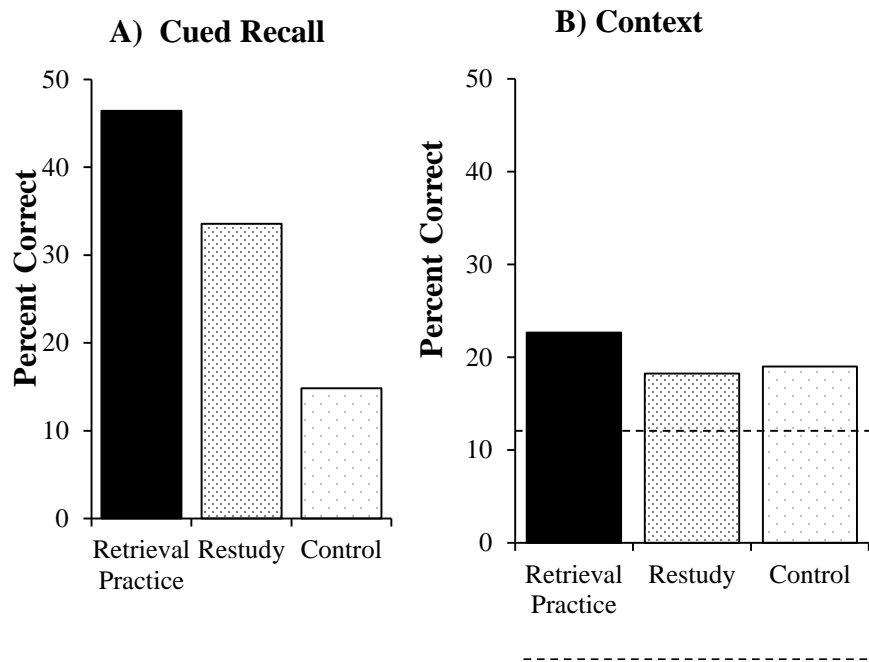 A) Cued Recall
Percent Correct
50
40
30
20
10
0
Retrieval Practice
Restudy
Control
B) Context
Percent Correct
50
40
30
20
10
0
Retrieval Practice
Restudy
Control